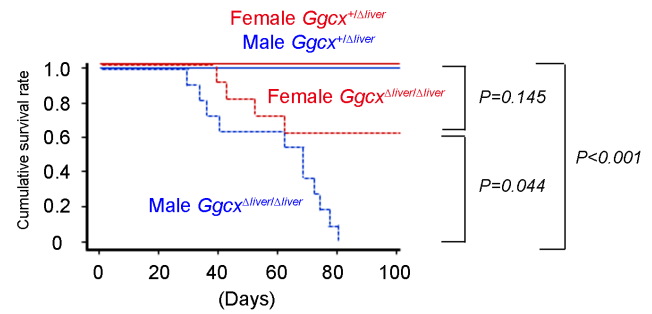 Female Ggcx+/Δliver
Male Ggcx+/Δliver
Cumulative survival rate
1.0
0.8
0.6
0.4
0.2
0
Female GgcxΔliver/Δliver
Male GgcxΔliver/Δliver
P=0.145
P<0.001
P=0.044
0 20 40 60 80 100
(Days)